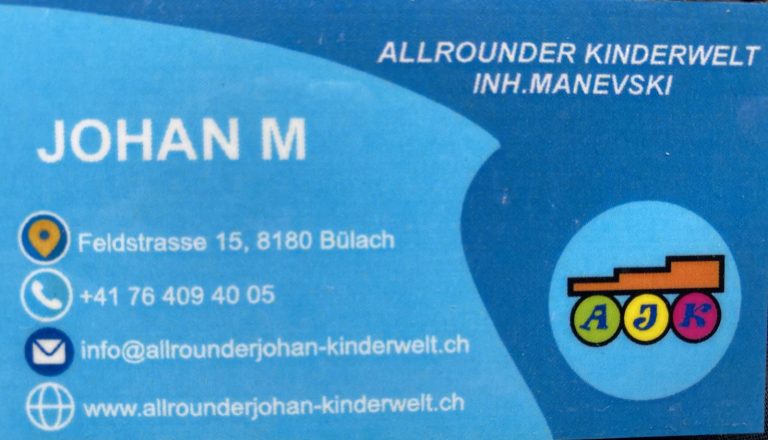 ALLROUNDER KINDERWELT
INH.MANEVSKI
JOHAN M
Feldstrasse 15, 8180 Bülach
+41 76 409 40 05
info@allrounderjohan-kinderwelt.ch
www.allrounderjohan-kinderwelt.ch
A J K